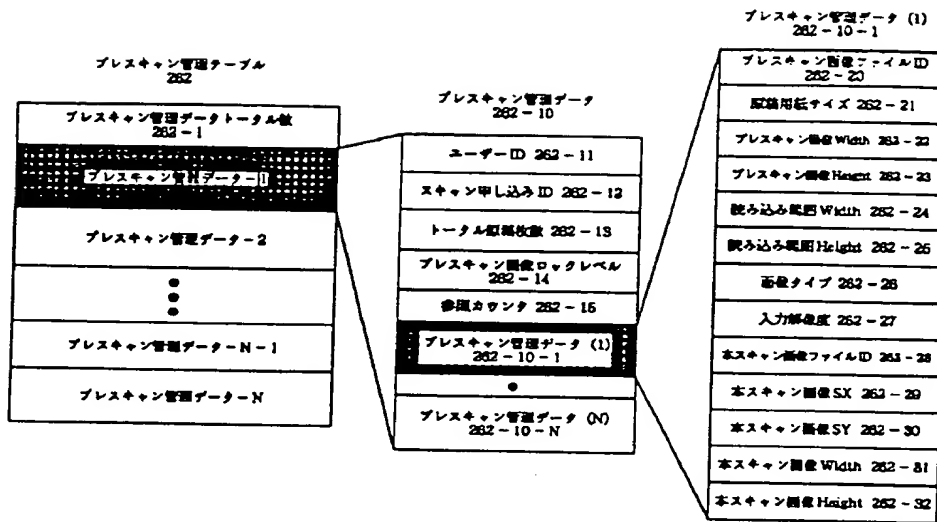 プレスキャン管理テーブル
262
プレスキャン管理データトータル数
262-1
プレスキャン管理データ-1
プレスキャン管理データ-2
プレスキャン管理データ-N-1
プレスキャン管理データ-N
プレスキャン管理データ
262-10
ユーザーID 262-11
スキャン申し込みID 262-12
トータル原稿枚数 262-13
プレスキャン画像ロックレベル
262-14
参照カウンタ 262-15
プレスキャン管理データ (1)
262-10-1
プレスキャン管理データ (N)
262-10-N
プレスキャン管理データ (1)
262-10-1
プレスキャン画像ファイルID
262-20
原稿用紙サイズ 262-21
プレスキャン画像Width 262-22
プレスキャン画像Height 262-23
読み込み範囲Width 262-24
読み込み範囲Height 262-25
画像タイプ 262-26
入力解像度 262-27
本スキャン画像ファイルID 262-28
本スキャン画像SX 262-29
本スキャン画像SY 262-30
本スキャン画像Width 262-31
本スキャン画像Height 262-32